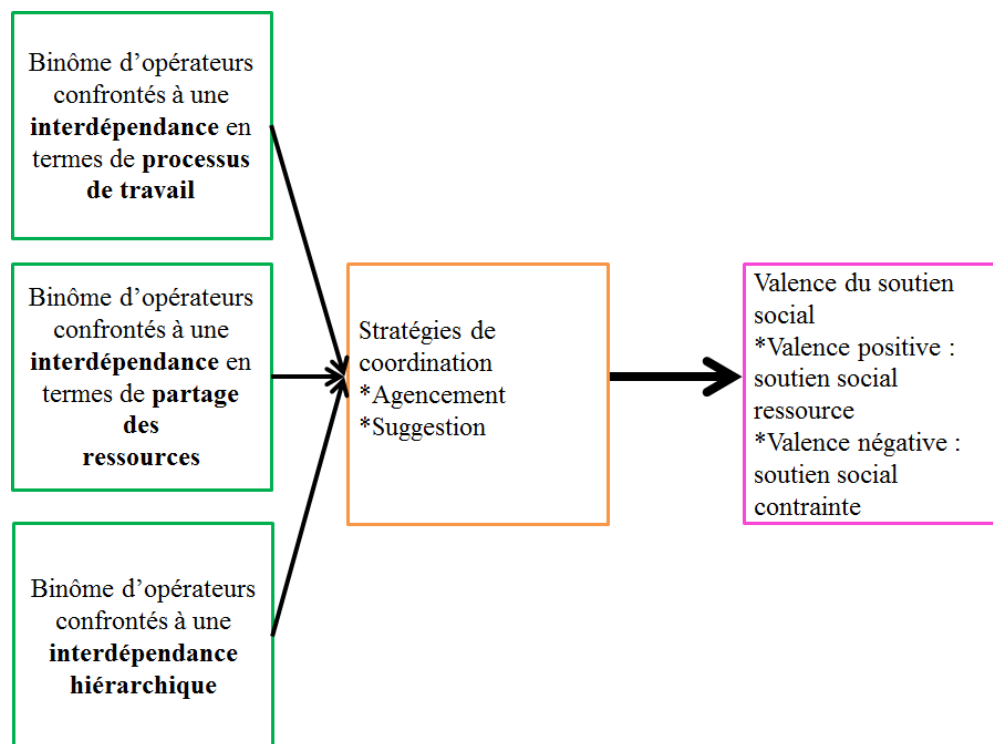 Binôme d’opérateurs
confrontés à une
interdépendance en
termes de processus
de travail
Binôme d’opérateurs
confrontés à une
interdépendance en
termes de partage
des
ressources
Binôme d’opérateurs
confrontés à une
interdépendance
hiérarchique
Stratégies de
coordination
*Agencement
*Suggestion
Valence du soutien
social
*Valence positive :
soutien social
ressource
*Valence négative :
soutien social
contrainte